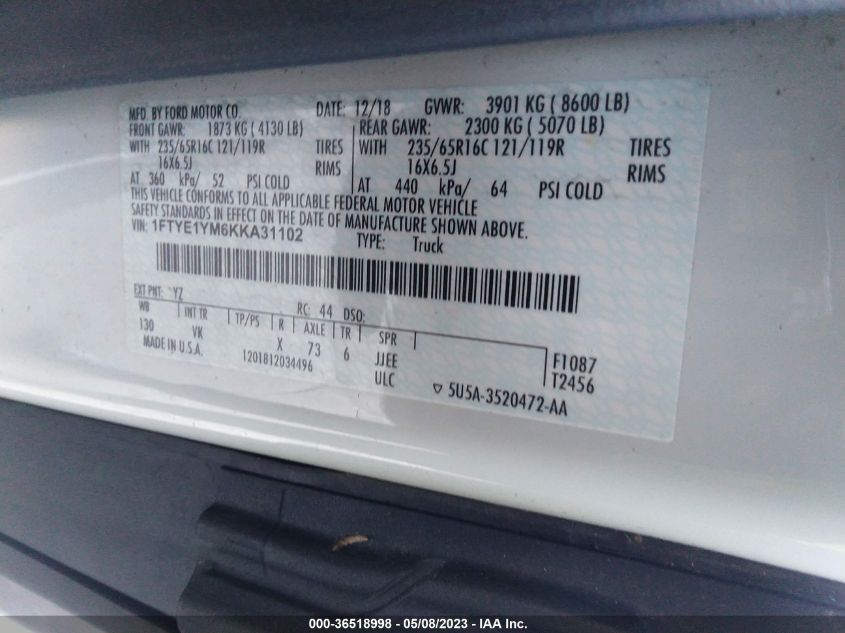 MFD. BY FORD MOTOR CO. DATE: 12/18 GVWR: 3901 KG ( 8600 LB)
FRONT GAWR: 1873 KG ( 4130 LB) REAR GAWR: 2300 KG ( 5070 LB)
WITH 235/65R16C 121/119R TIRES WITH 235/65R16C 121/119R TIRES
16X6.5J RIMS 16X6.5J RIMS
AT 360 kPa/ 52 PSI COLD AT 440 kPa/ 64 PSI COLD
THIS VEHICLE CONFORMS TO ALL APPLICABLE FEDERAL MOTOR VEHICLE
SAFETY STANDARDS IN EFFECT ON THE DATE OF MANUFACTURE SHOWN ABOVE.
VIN: 1FTYE1YM6KKA31102 TYPE: Truck
EXT PNT: YZ RC: 44 DSO:
WB INT TR TP/PS R AXLE TR SPR
130 VK X 73 6 JJEE F1087
MADE IN U.S.A. 1201812034496 ULC T2456
5U5A-3520472-AA
000-36518998 - 05/08/2023 - IAA Inc.